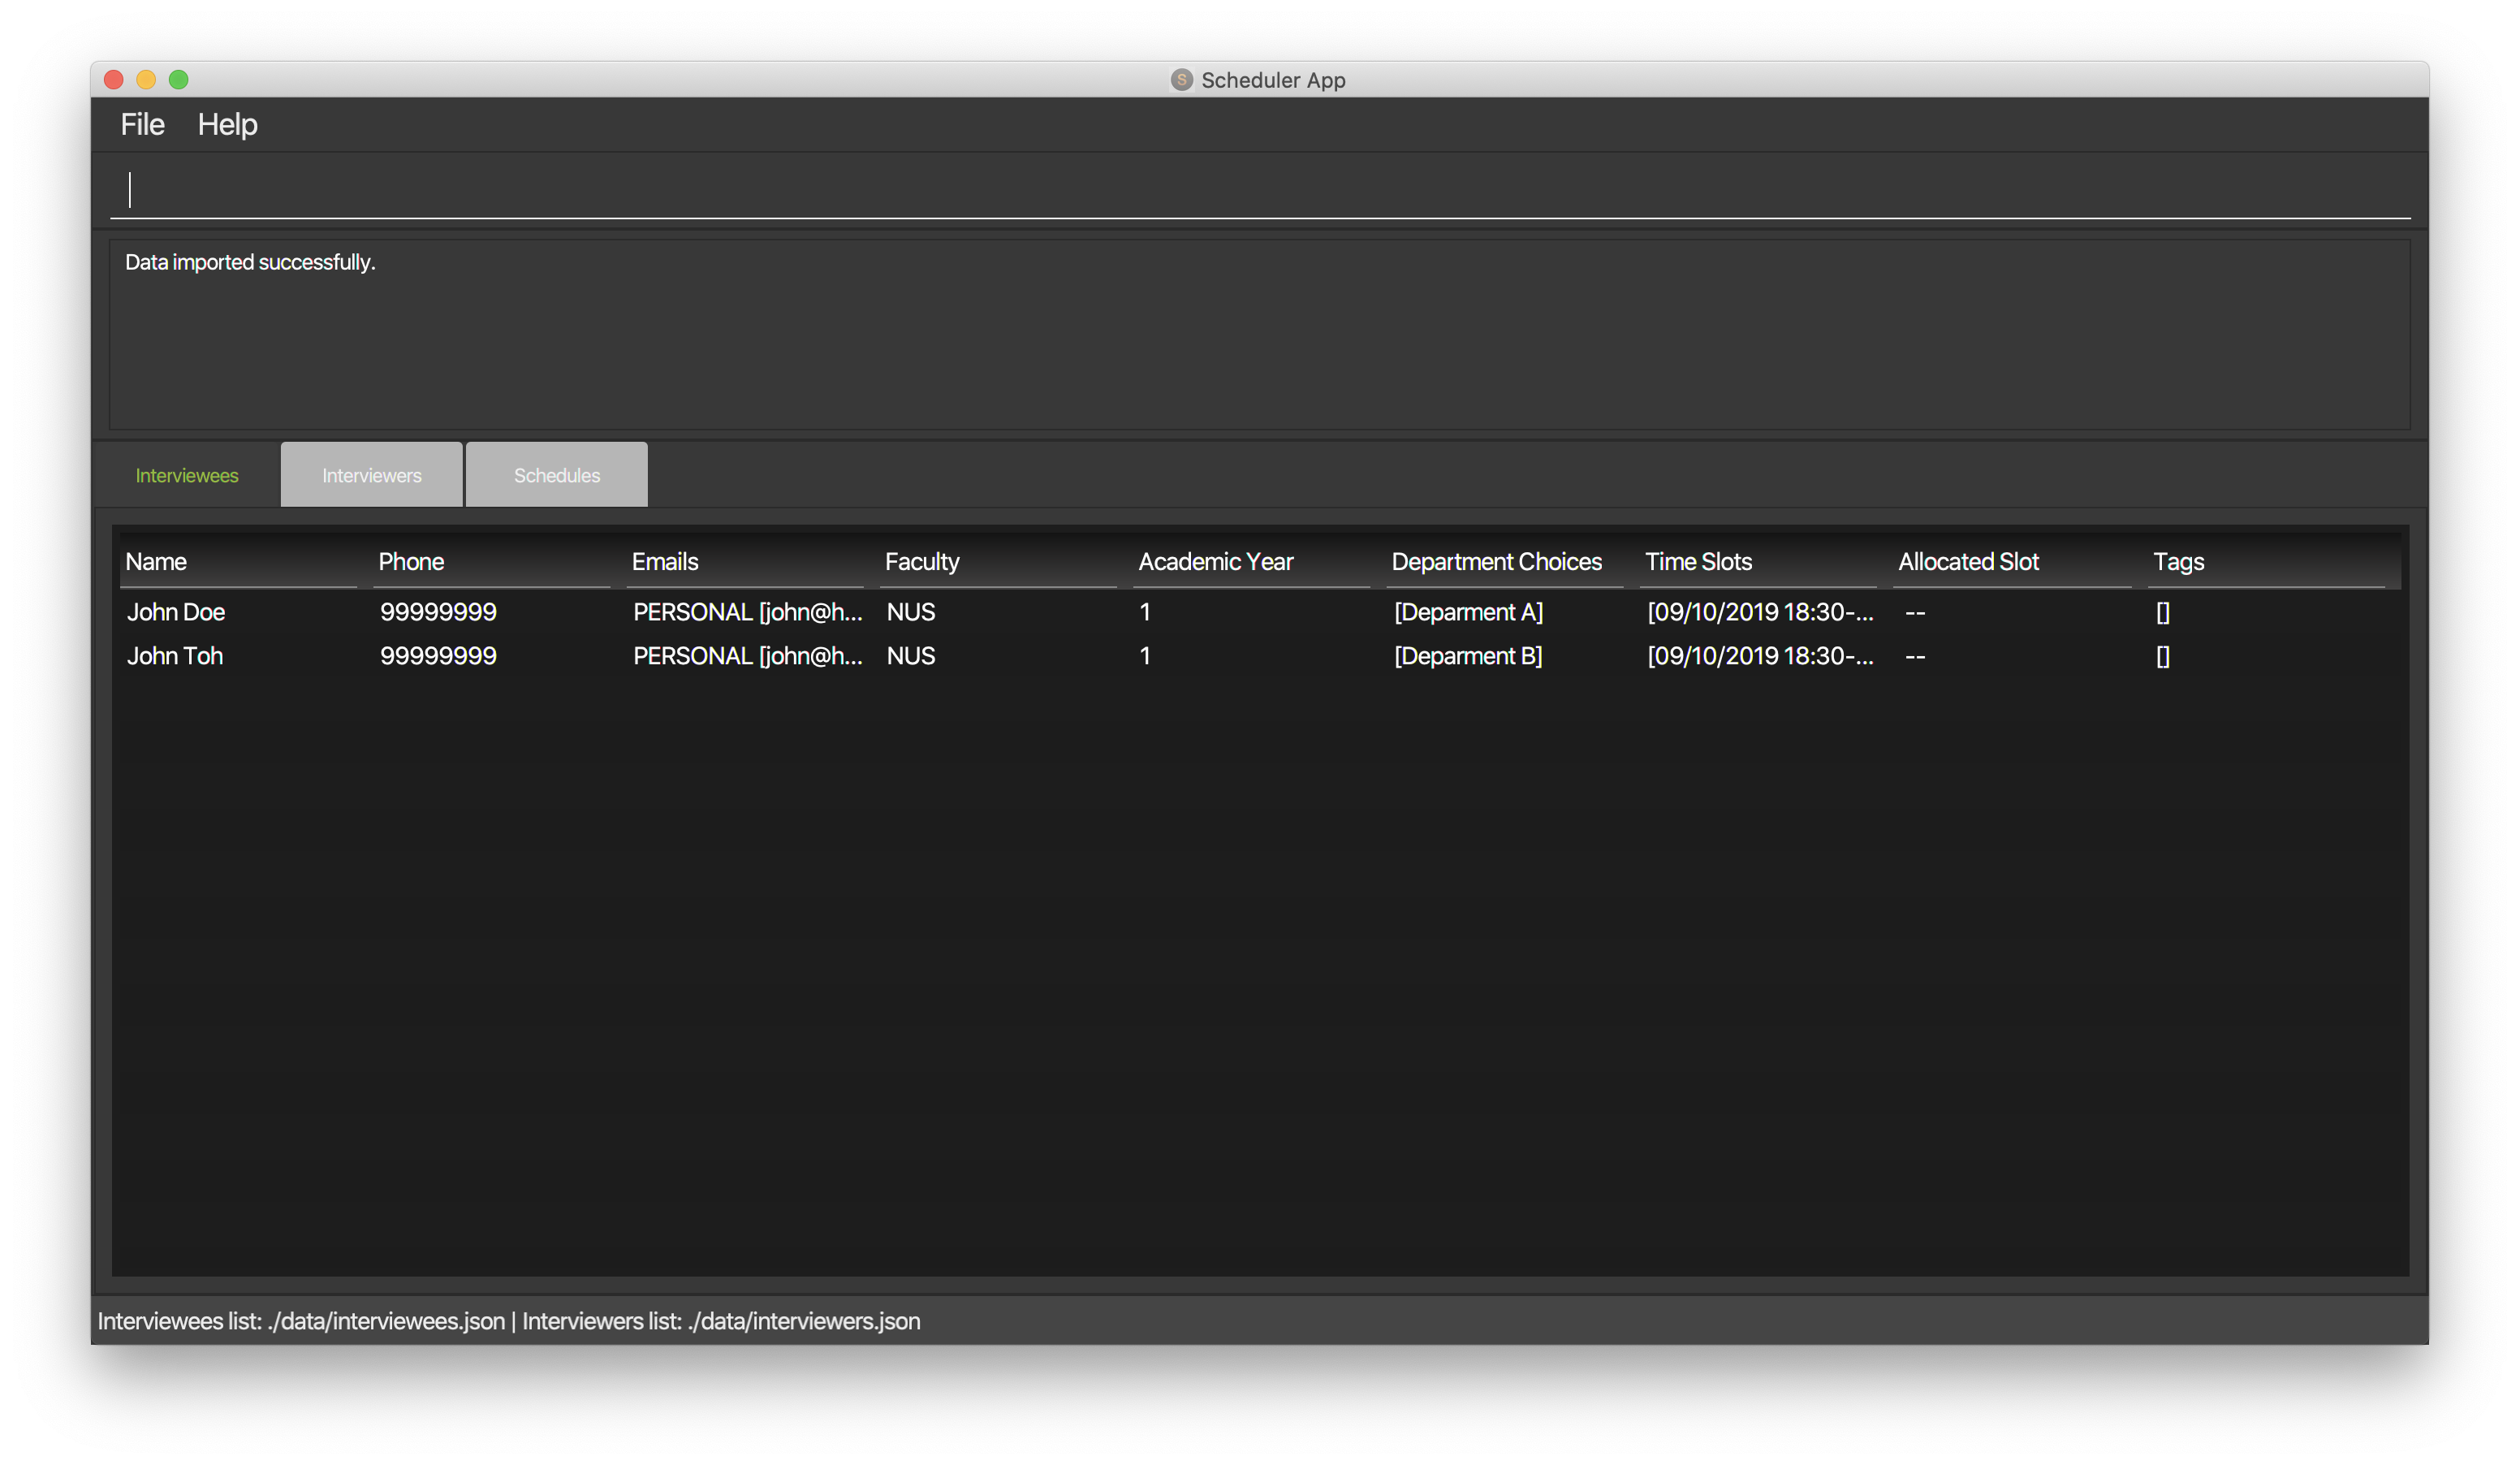 S Scheduler App
File Help
Data imported successfully.
Interviewees Interviewers Schedules
Name Phone Emails Faculty Academic Year Department Choices Time Slots Allocated Slot Tags
John Doe 99999999 PERSONAL [john@h... NUS 1 [Deparment A] [09/10/2019 18:30-... -- []
John Toh 99999999 PERSONAL [john@h... NUS 1 [Deparment B] [09/10/2019 18:30-... -- []
Interviewees list: ./data/interviewees.json | Interviewers list: ./data/interviewers.json